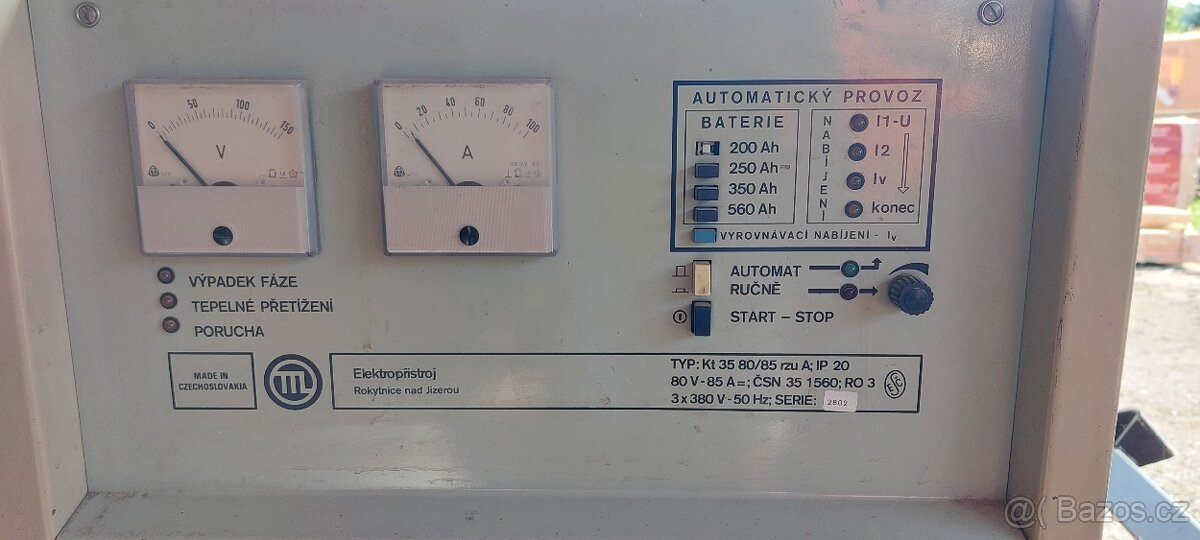 0 50 100 150
V
0 20 40 60 80 100
A
AUTOMATICKÝ PROVOZ
BATERIE
200 Ah
250 Ah
350 Ah
560 Ah
NABÍJENÍ
I1-U
I2
Iv
konec
VYROVNÁVACÍ NABÍJENÍ - Iv
VÝPADEK FÁZE
TEPELNÉ PŘETÍŽENÍ
PORUCHA
AUTOMAT
RUČNĚ
START – STOP
MADE IN
CZECHOSLOVAKIA
Elektropřístroj
Rokytnice nad Jizerou
TYP: Kt 35 80/85 rzu A; IP 20
80 V - 85 A =; ČSN 35 1560; RO 3
3 x 380 V - 50 Hz; SERIE: 2802
@( Bazos.cz